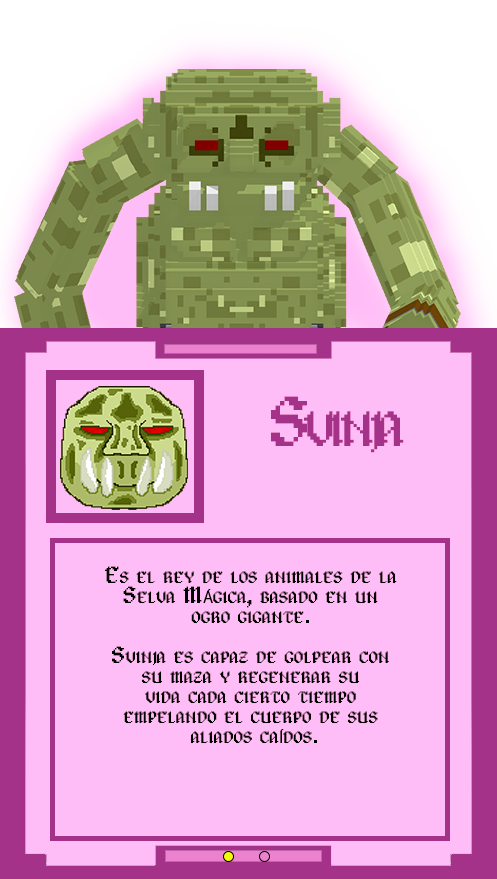 Svinja
Es el rey de los animales de la
Selva Mágica, basado en un
ogro gigante.
Svinja es capaz de golpear con
su maza y regenerar su
vida cada cierto tiempo
empelando el cuerpo de sus
aliados caídos.